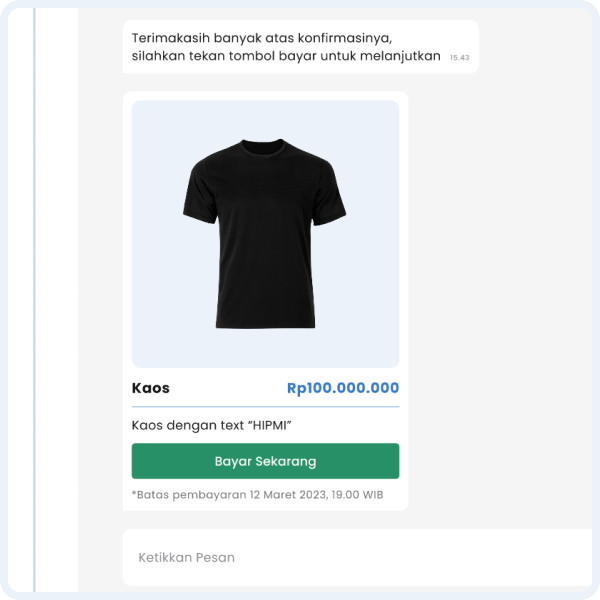 Terimakasih banyak atas konfirmasinya,
silahkan tekan tombol bayar untuk melanjutkan 15.43
Kaos Rp100.000.000
Kaos dengan text “HIPMI”
Bayar Sekarang
*Batas pembayaran 12 Maret 2023, 19.00 WIB
Ketikkan Pesan